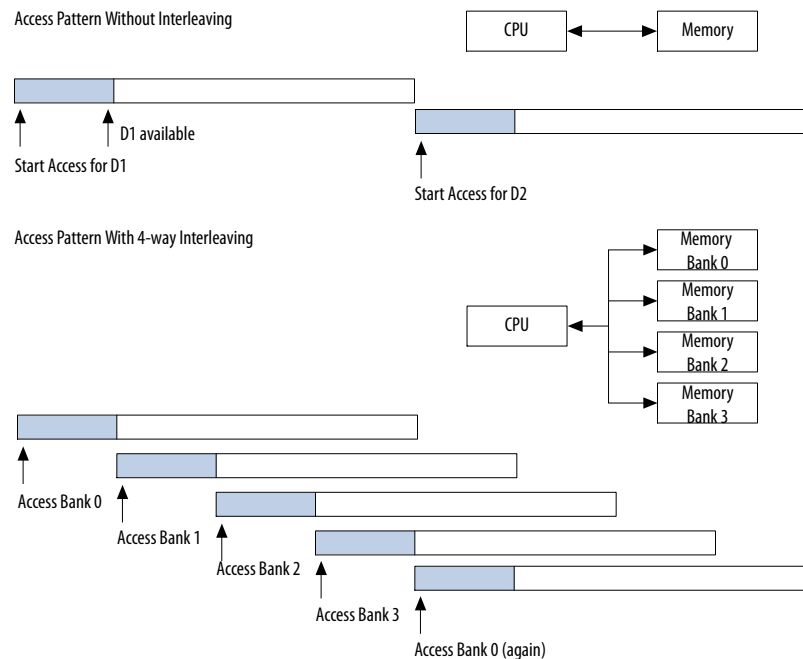 Access Pattern Without Interleaving
CPU
Memory
D1 available
Start Access for D1
Start Access for D2
Access Pattern With 4-way Interleaving
Memory
Bank 0
Memory
Bank 1
CPU
Memory
Bank 2
Memory
Bank 3
Access Bank 0
Access Bank 1
Access Bank 2
Access Bank 3
Access Bank 0 (again)